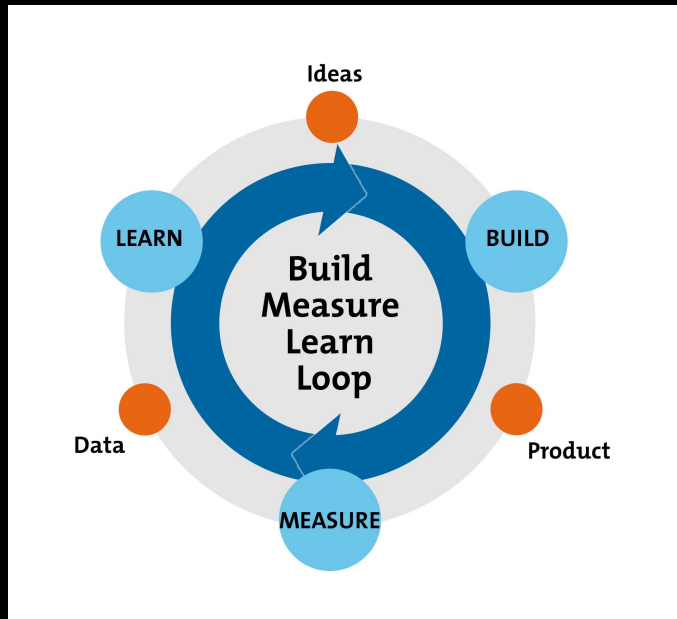 Ideas
LEARN
BUILD
Build
Measure
Learn
Loop
Data
Product
MEASURE